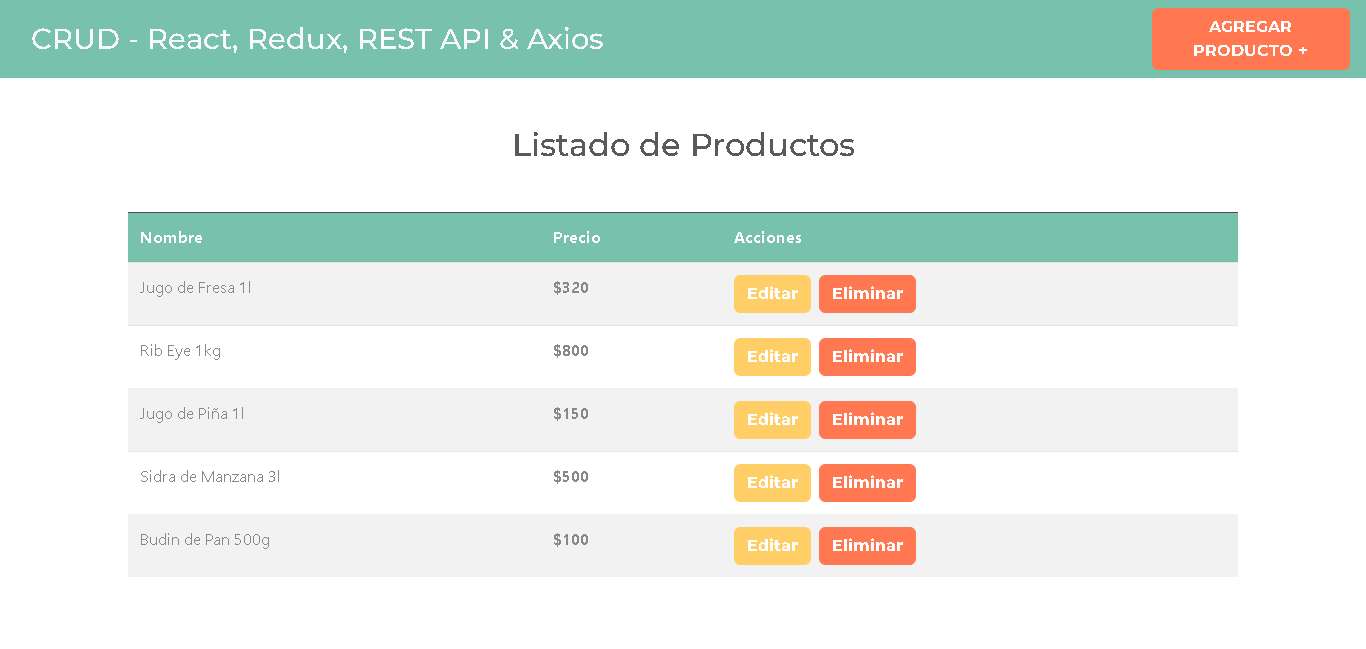 CRUD - React, Redux, REST API & Axios
AGREGAR
PRODUCTO +
Listado de Productos
Nombre Precio Acciones
Jugo de Fresa 1l $320 Editar Eliminar
Rib Eye 1kg $800 Editar Eliminar
Jugo de Piña 1l $150 Editar Eliminar
Sidra de Manzana 3l $500 Editar Eliminar
Budin de Pan 500g $100 Editar Eliminar